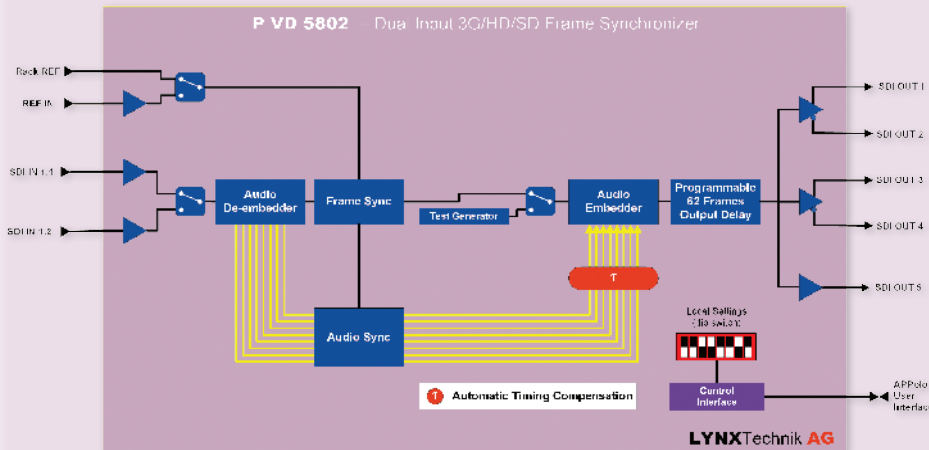 P VD 5802 – Dual Input 3G/HD/SD Frame Synchronizer
Rack REF
REF IN
SDI IN 1.1
SDI IN 1.2
Audio
De-embedder
Frame Sync
Test Generator
Audio
Embedder
Programmable
62 Frames
Output Delay
SDI OUT 1
SDI OUT 2
SDI OUT 3
SDI OUT 4
SDI OUT 5
T
Audio Sync
Local Settings
(dip switch)
T Automatic Timing Compensation
Control
Interface
APPolo
User
Interface
LYNXTechnik AG